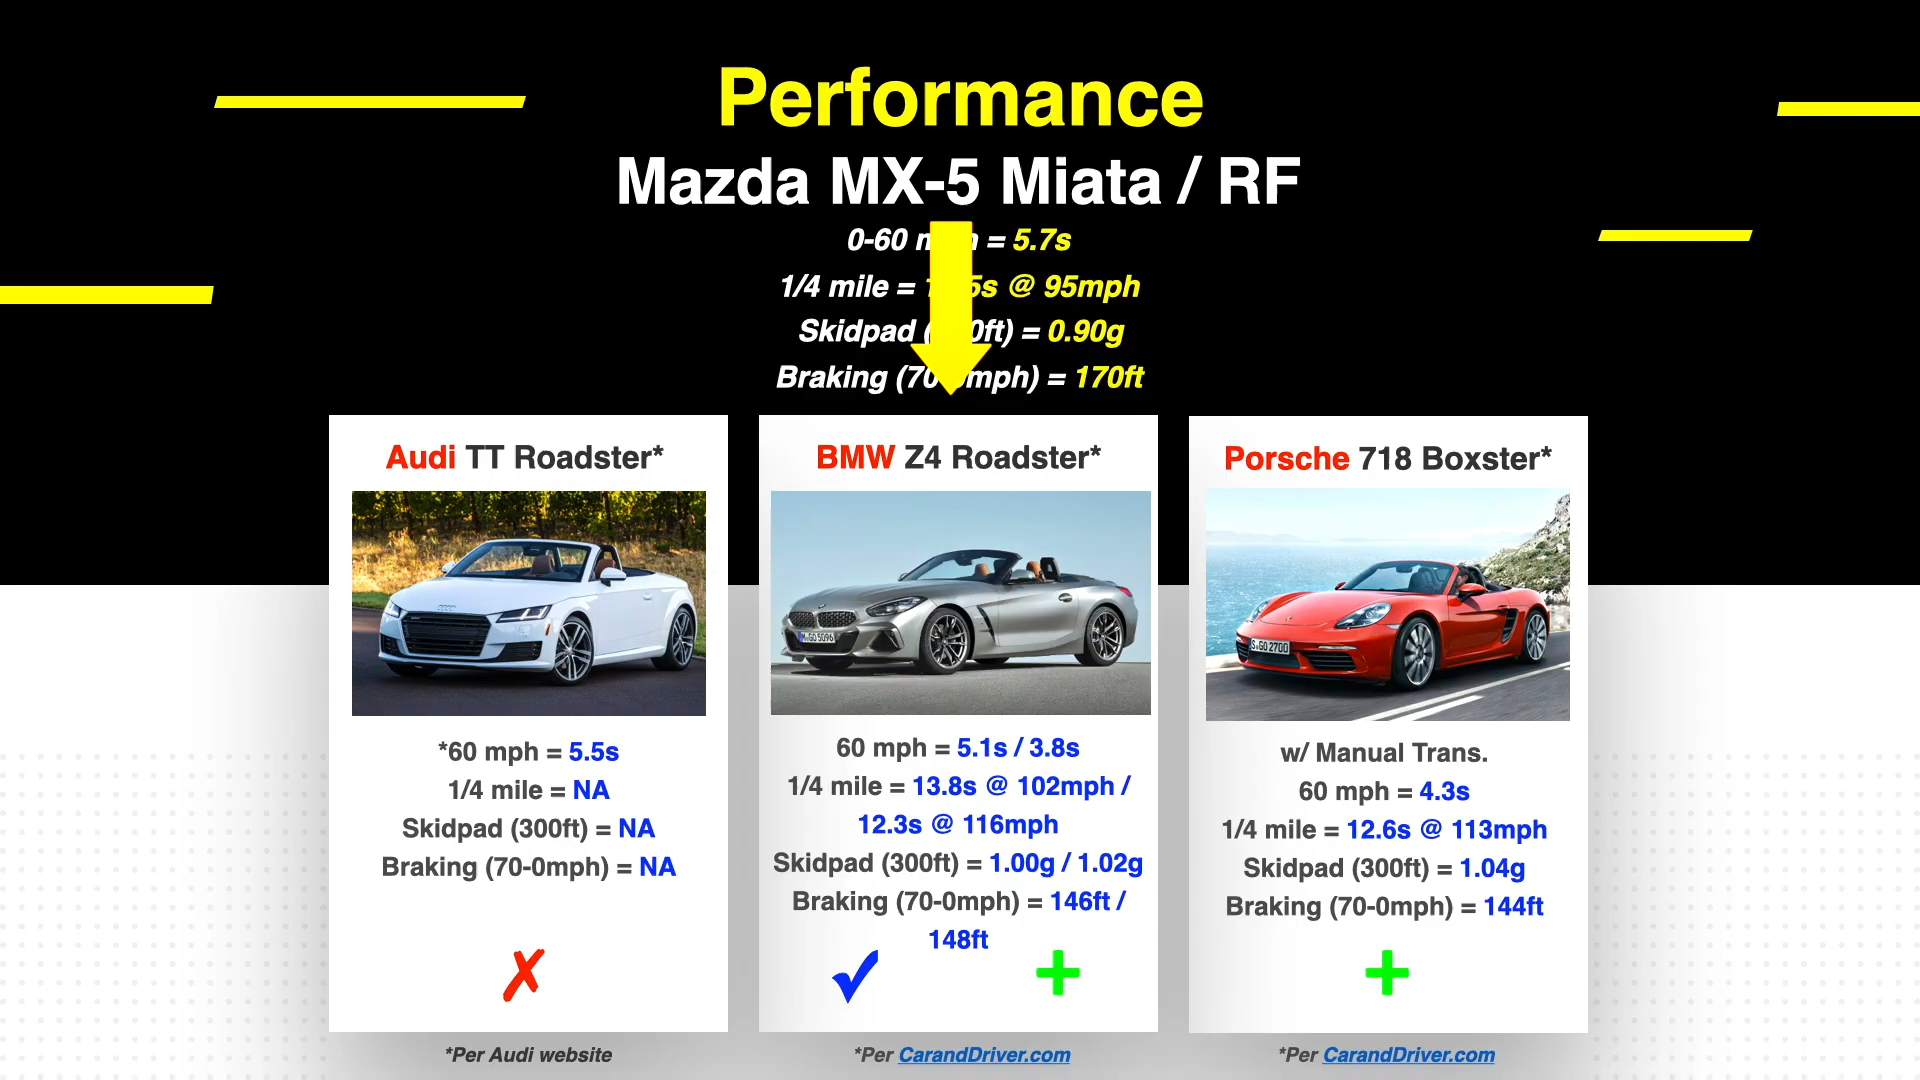 Performance
Mazda MX-5 Miata / RF
0-60 = 5.7s
1/4 mile = @ 95mph
Skidpad = 0.90g
Braking = 170ft
Audi TT Roadster*
*60 mph = 5.5s
1/4 mile = NA
Skidpad (300ft) = NA
Braking (70-0mph) = NA
*Per Audi website
BMW Z4 Roadster*
M GO 5096
60 mph = 5.1s / 3.8s
1/4 mile = 13.8s @ 102mph /
12.3s @ 116mph
Skidpad (300ft) = 1.00g / 1.02g
Braking (70-0mph) = 146ft /
148ft
*Per CarandDriver.com
Porsche 718 Boxster*
S GO 2700
w/ Manual Trans.
60 mph = 4.3s
1/4 mile = 12.6s @ 113mph
Skidpad (300ft) = 1.04g
Braking (70-0mph) = 144ft
*Per CarandDriver.com